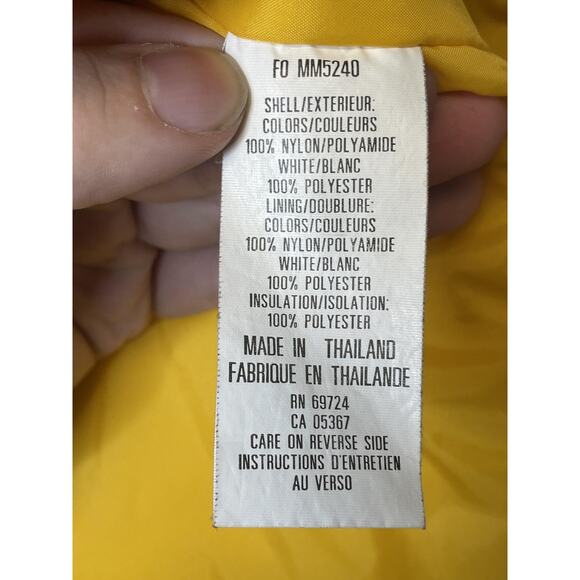 FO MM5240
SHELL/EXTERIEUR:
COLORS/COULEURS
100% NYLON/POLYAMIDE
WHITE/BLANC
100% POLYESTER
LINING/DOUBLURE:
COLORS/COULEURS
100% NYLON/POLYAMIDE
WHITE/BLANC
100% POLYESTER
INSULATION/ISOLATION:
100% POLYESTER
MADE IN THAILAND
FABRIQUE EN THAILANDE
RN 69724
CA 05367
CARE ON REVERSE SIDE
INSTRUCTIONS D'ENTRETIEN
AU VERSO